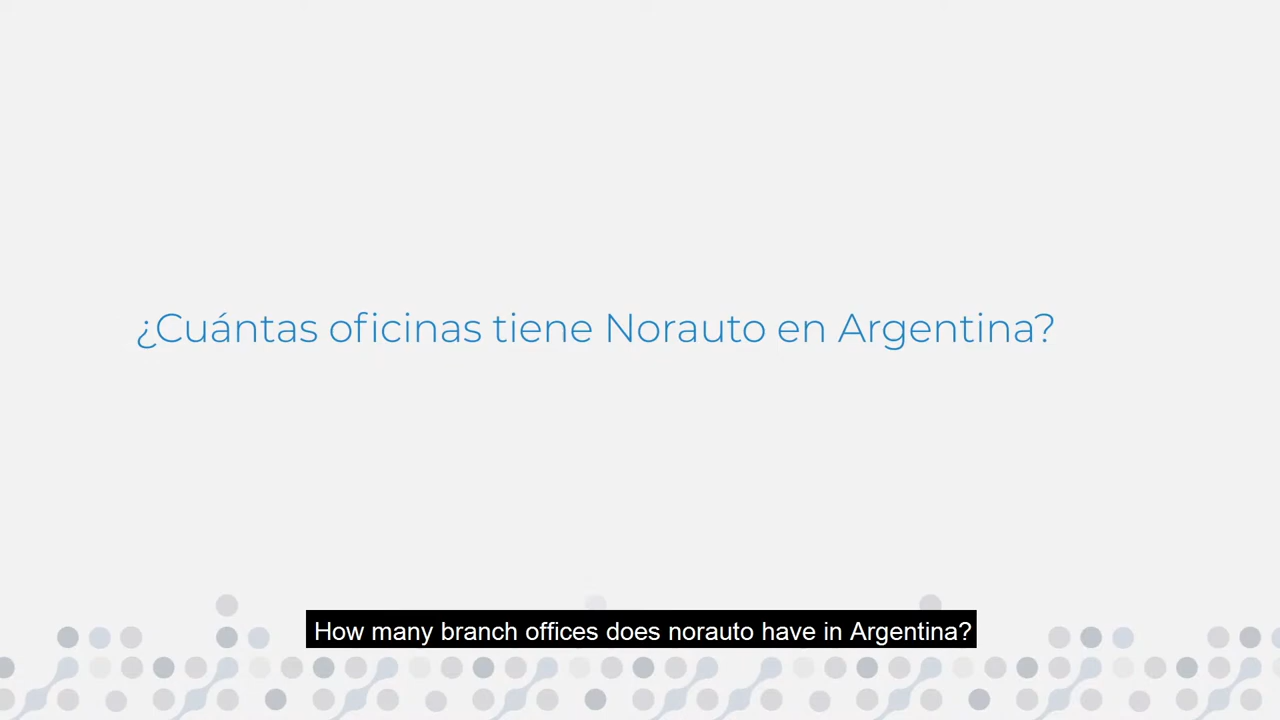 ¿Cuántas oficinas tiene Norauto en Argentina?
How many branch offices does norauto have in Argentina?